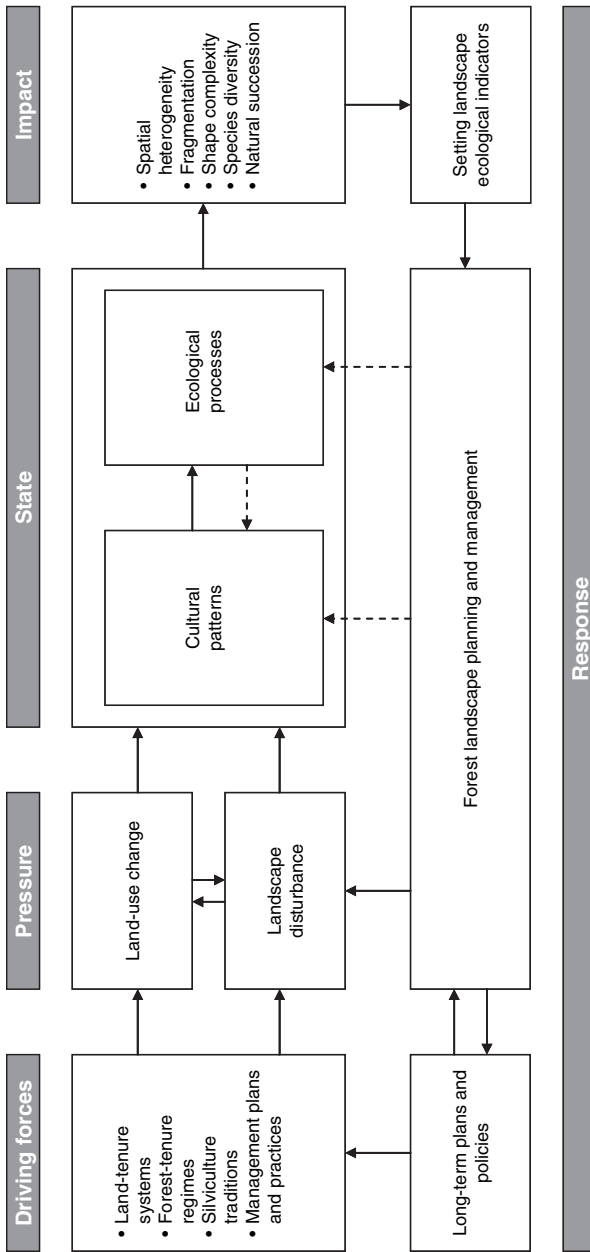 Driving forces
Pressure
State
Impact
• Land-tenure
systems
• Forest-tenure
regimes
• Silviculture
traditions
• Management plans
and practices
Land-use change
Landscape
disturbance
Cultural
patterns
Ecological
processes
• Spatial
heterogeneity
• Fragmentation
• Shape complexity
• Species diversity
• Natural succession
Long-term plans and
policies
Forest landscape planning and management
Setting landscape
ecological indicators
Response